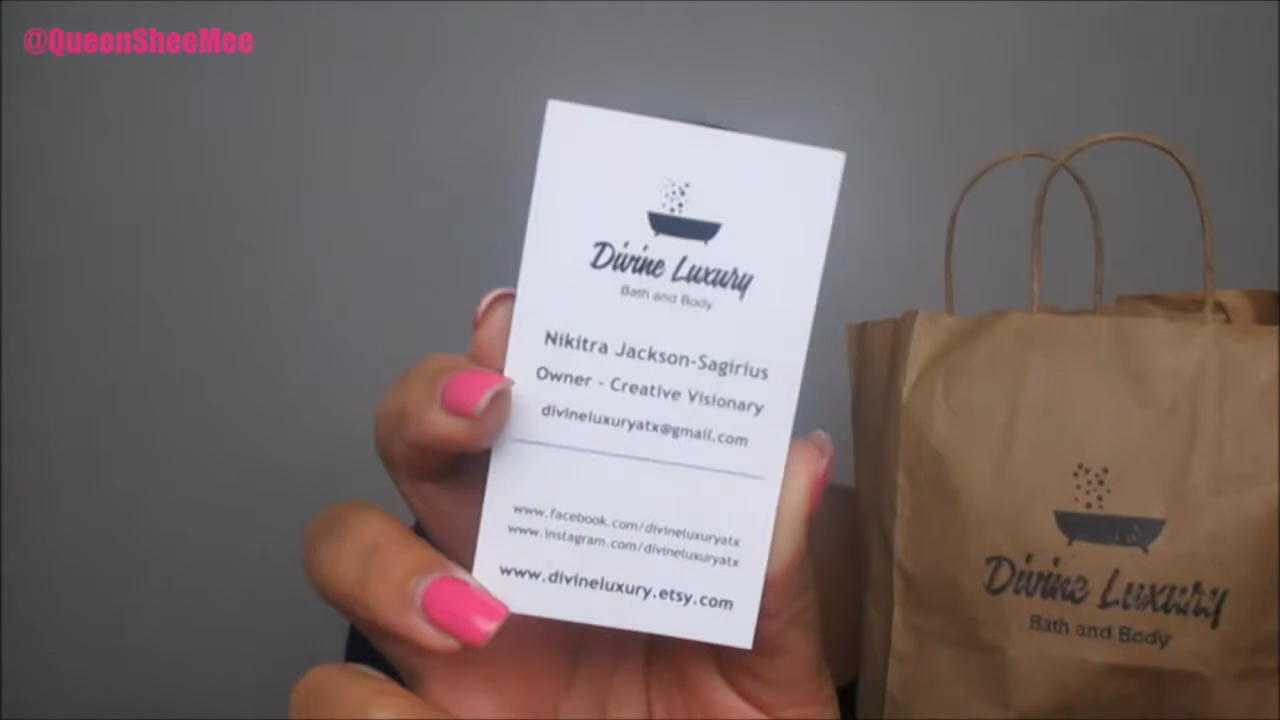 @QueenSheeMee
Divine Luxury
Bath and Body
Nikitra Jackson-Sagirius
Owner - Creative Visionary
divineluxuryatx@gmail.com
www.facebook.com/divineluxuryatx
www.instagram.com/divineluxuryatx
www.divineluxury.etsy.com
Divine Luxury
Bath and Body